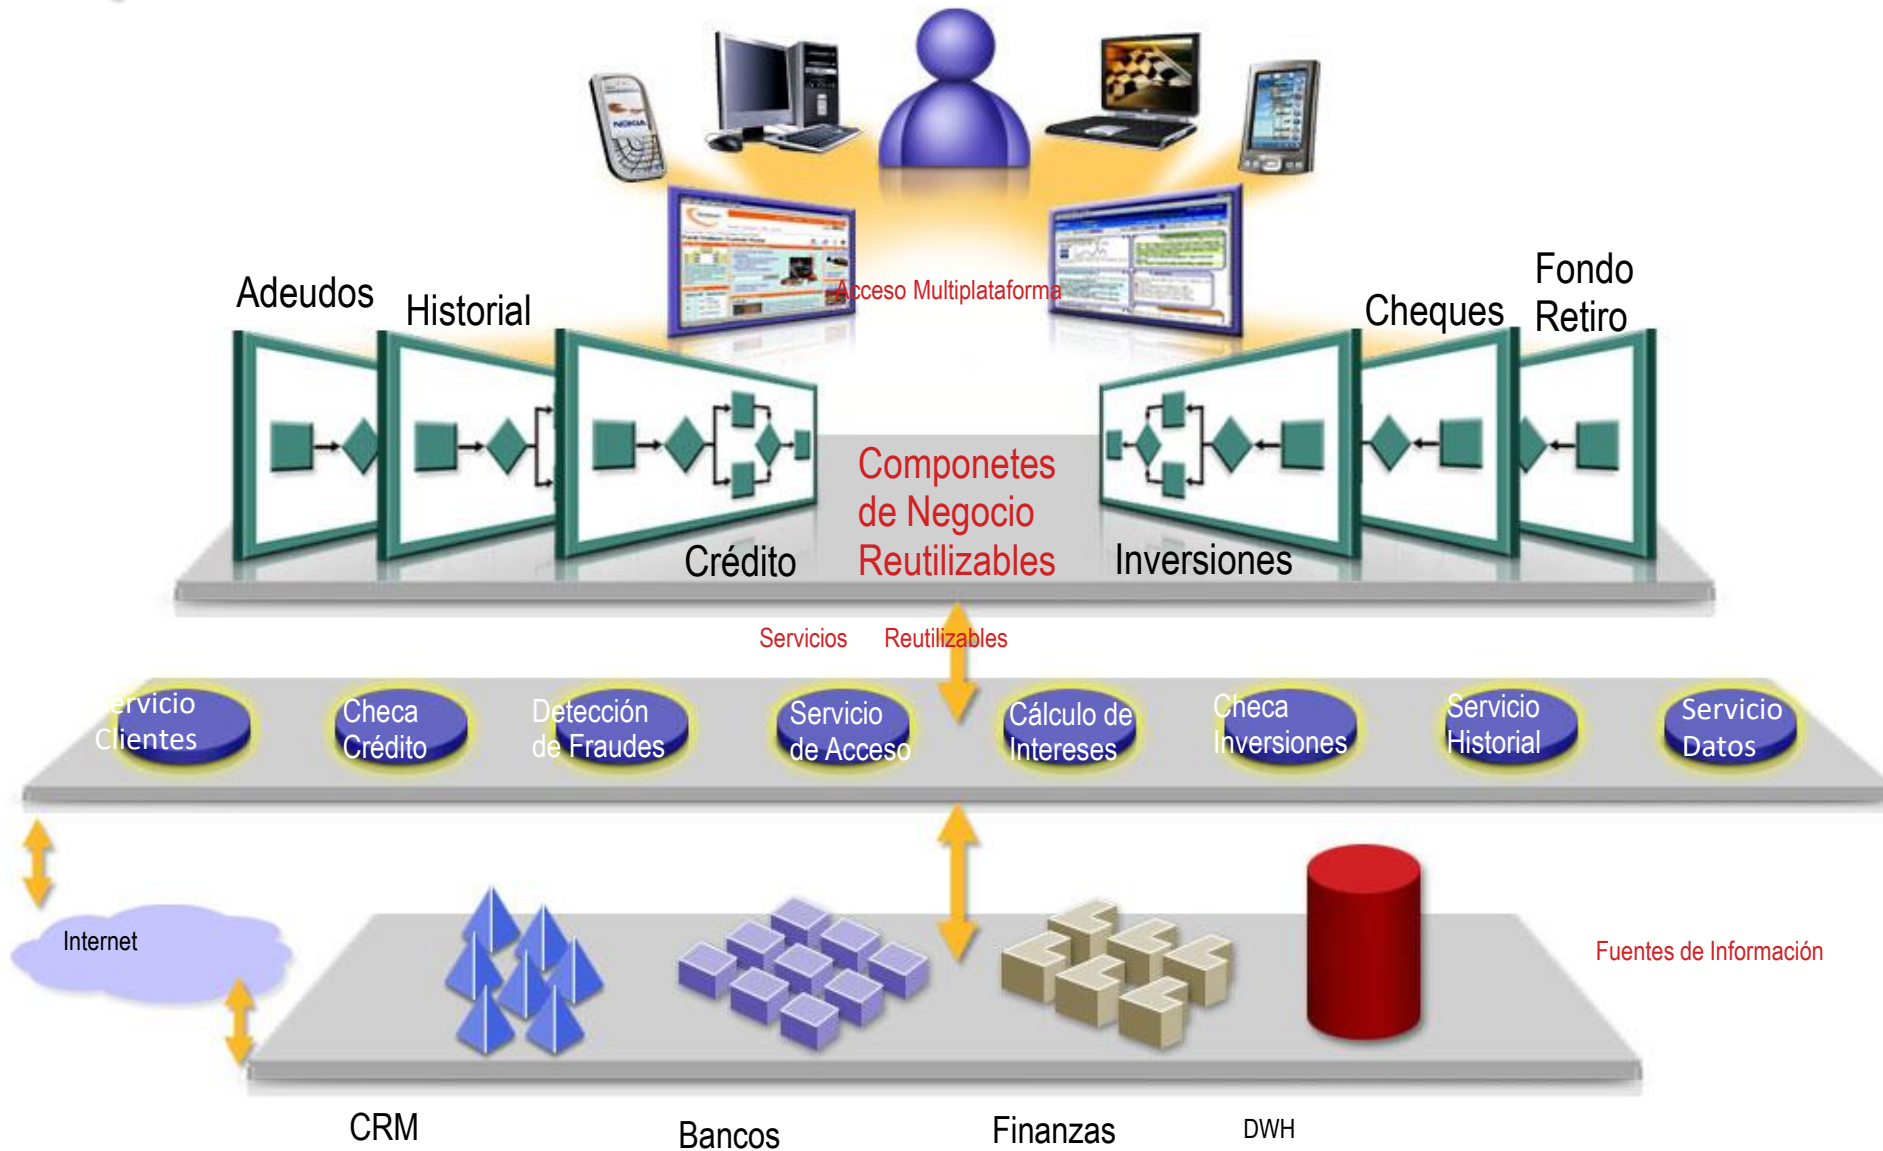 NOKIA
Acceso Multiplataforma
Adeudos
Historial
Cheques
Fondo
Retiro
Componetes
de Negocio
Reutilizables
Crédito
Inversiones
Servicios Reutilizables
Servicio
Clientes
Checa
Crédito
Detección
de Fraudes
Servicio
de Acceso
Cálculo de
Intereses
Checa
Inversiones
Servicio
Historial
Servicio
Datos
Internet
Fuentes de Información
CRM
Bancos
Finanzas
DWH